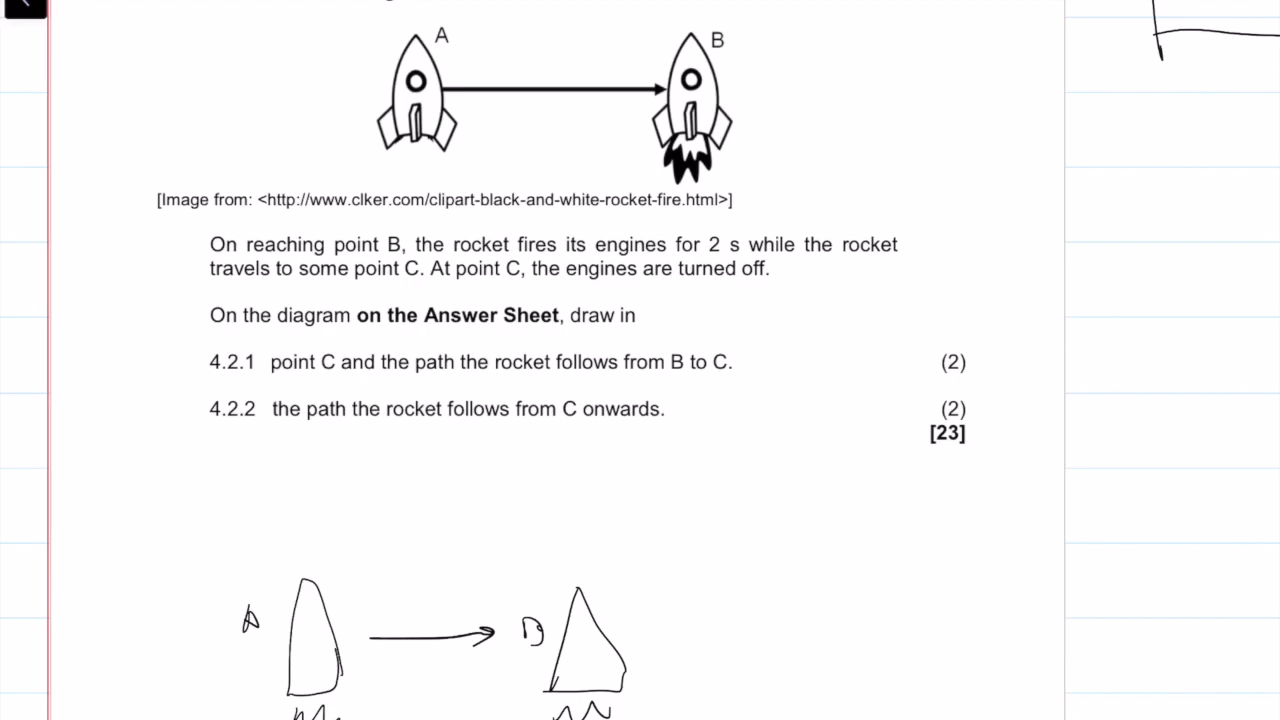 A
B
[Image from: <http://www.clker.com/clipart-black-and-white-rocket-fire.html>]
On reaching point B, the rocket fires its engines for 2 s while the rocket
travels to some point C. At point C, the engines are turned off.
On the diagram on the Answer Sheet, draw in
4.2.1 point C and the path the rocket follows from B to C. (2)
4.2.2 the path the rocket follows from C onwards. (2)
[23]
A
B